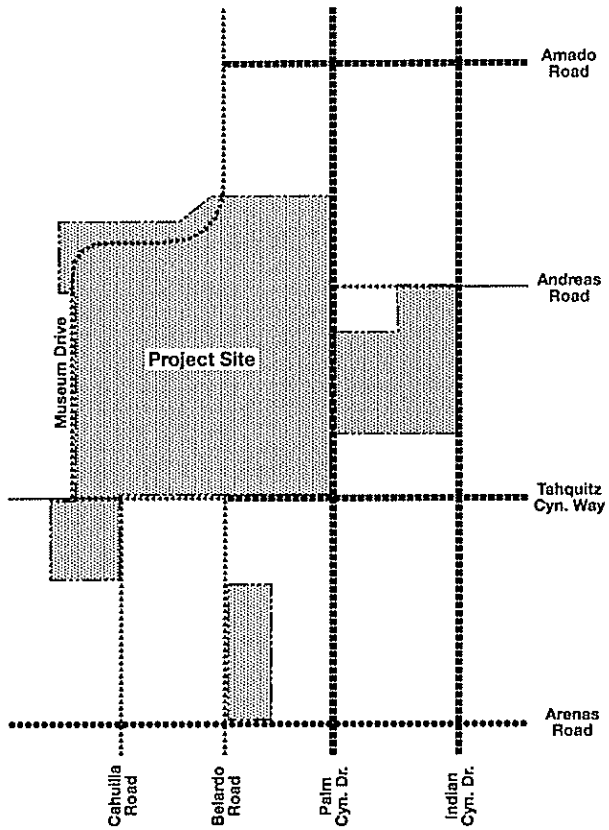 Amado
Road
Andreas
Road
Museum Drive
Project Site
Tahquitz
Cyn. Way
Arenas
Road
Cahuilla
Road
Belardo
Road
Palm
Cyn. Dr.
Indian
Cyn. Dr.